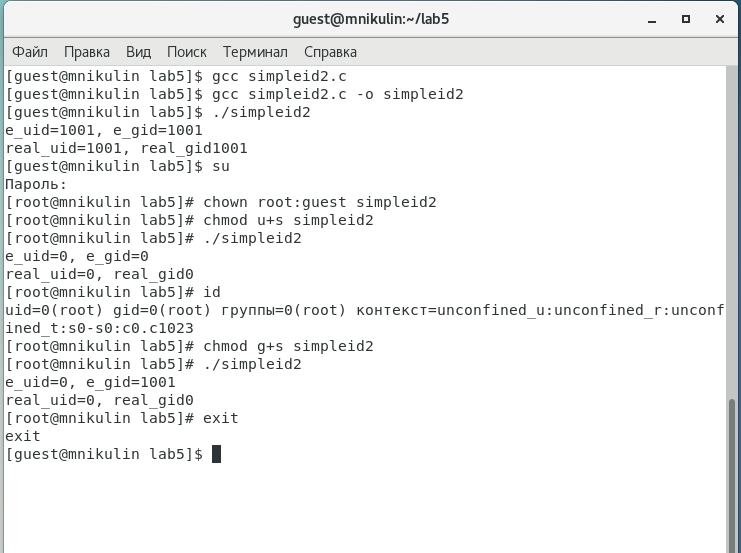 guest@mnikulin:~/lab5
Файл Правка Вид Поиск Терминал Справка
[guest@mnikulin lab5]$ gcc simpleid2.c
[guest@mnikulin lab5]$ gcc simpleid2.c -o simpleid2
[guest@mnikulin lab5]$ ./simpleid2
e_uid=1001, e_gid=1001
real_uid=1001, real_gid1001
[guest@mnikulin lab5]$ su
Пароль:
[root@mnikulin lab5]# chown root:guest simpleid2
[root@mnikulin lab5]# chmod u+s simpleid2
[root@mnikulin lab5]# ./simpleid2
e_uid=0, e_gid=0
real_uid=0, real_gid0
[root@mnikulin lab5]# id
uid=0(root) gid=0(root) группы=0(root) контекст=unconfined_u:unconfined_r:unconf
ined_t:s0-s0:c0.c1023
[root@mnikulin lab5]# chmod g+s simpleid2
[root@mnikulin lab5]# ./simpleid2
e_uid=0, e_gid=1001
real_uid=0, real_gid0
[root@mnikulin lab5]# exit
exit
[guest@mnikulin lab5]$